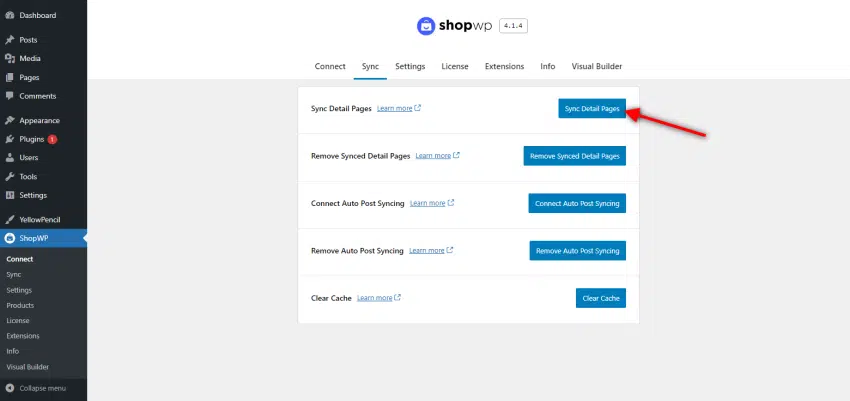 Dashboard
Posts
Media
Pages
Comments
Appearance
Plugins 1
Users
Tools
Settings
YellowPencil
ShopWP
Connect
Sync
Settings
Products
License
Extensions
Info
Visual Builder
Collapse menu
shopwp 4.1.4
Connect Sync Settings License Extensions Info Visual Builder
Sync Detail Pages Learn more Sync Detail Pages
Remove Synced Detail Pages Learn more Remove Synced Detail Pages
Connect Auto Post Syncing Learn more Connect Auto Post Syncing
Remove Auto Post Syncing Learn more Remove Auto Post Syncing
Clear Cache Learn more Clear Cache